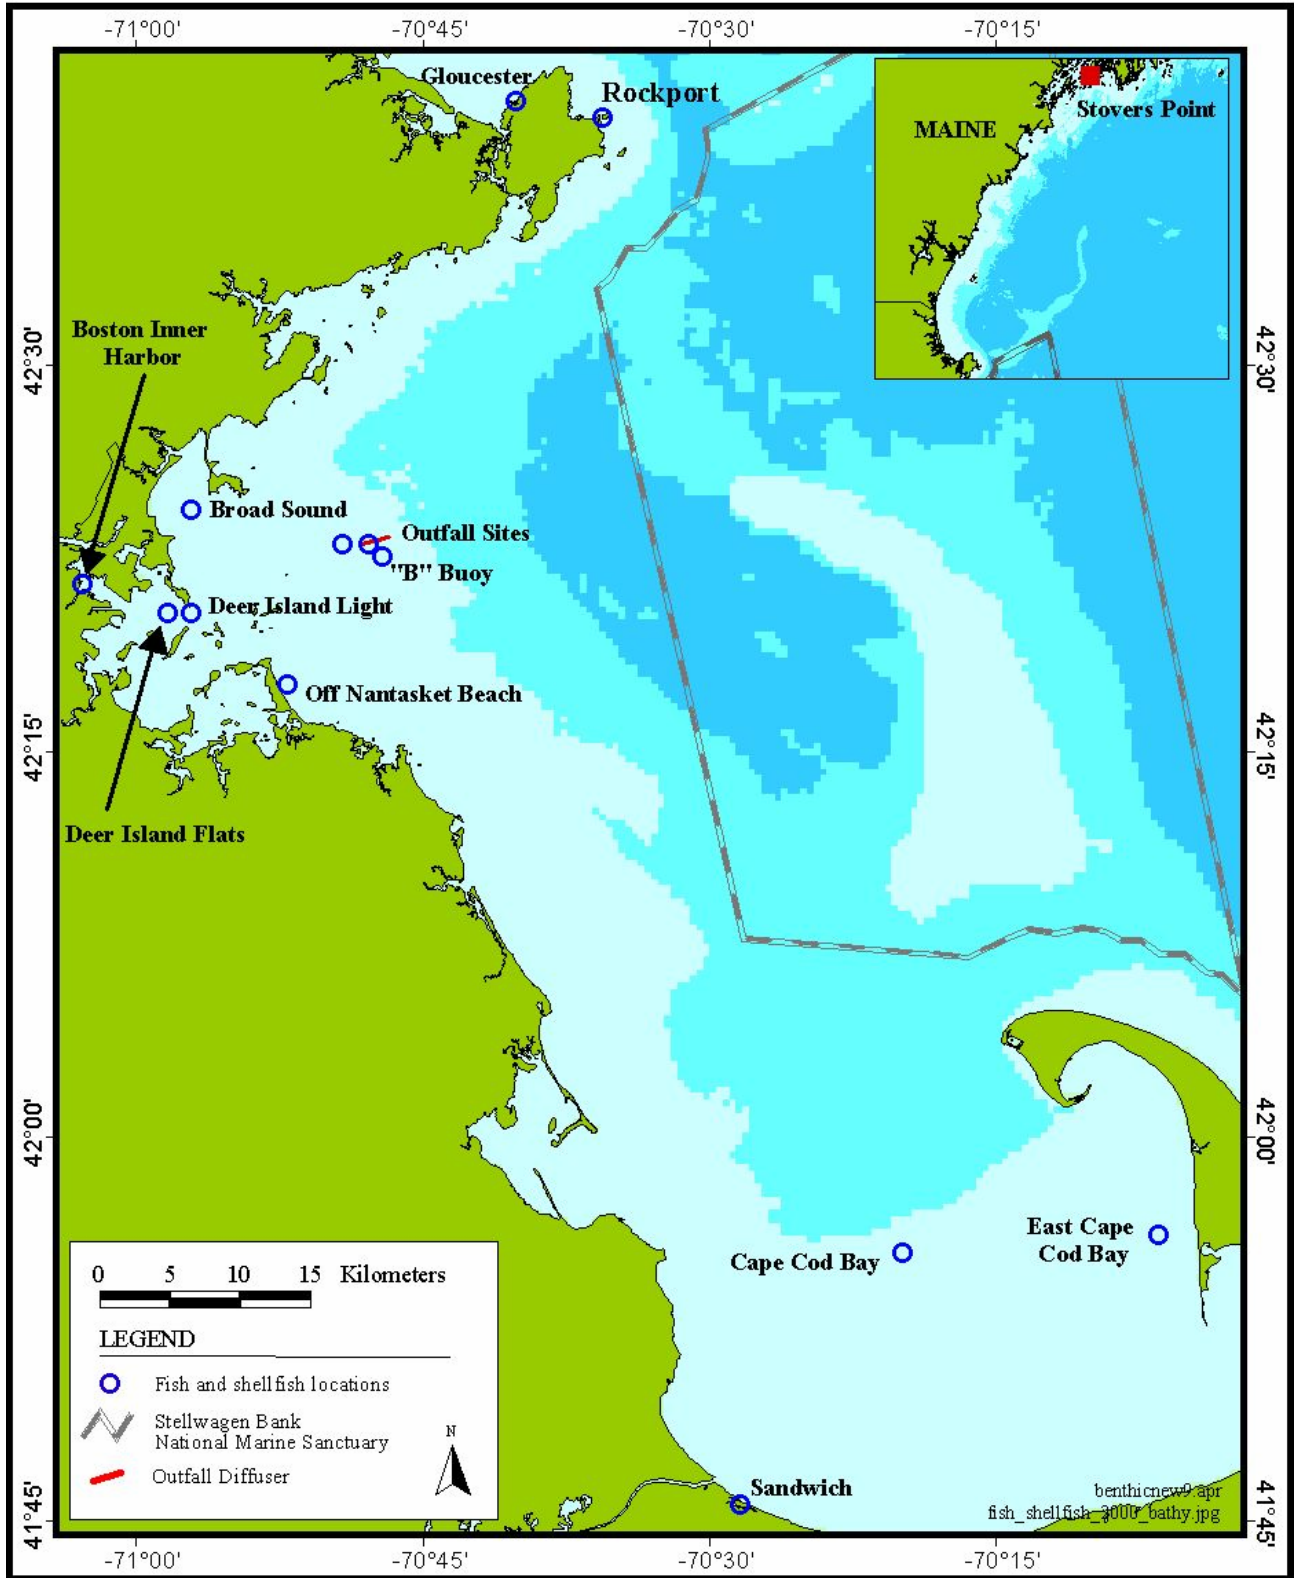 -71°00' -70°45' -70°30' -70°15'
Gloucester
Rockport
Stovers Point
MAINE
Boston Inner
Harbor
42°30'
42°30'
Broad Sound
Outfall Sites
"B" Buoy
Deer Island Light
Off Nantasket Beach
42°15'
42°15'
Deer Island Flats
42°00'
42°00'
East Cape
Cod Bay
Cape Cod Bay
0 5 10 15 Kilometers
LEGEND
Fish and shellfish locations
Stellwagen Bank
National Marine Sanctuary
Outfall Diffuser
N
Sandwich
benthicnew9.apr
fish_shellfish_2000_bathy.jpg
41°45'
41°45'
-71°00' -70°45' -70°30' -70°15'